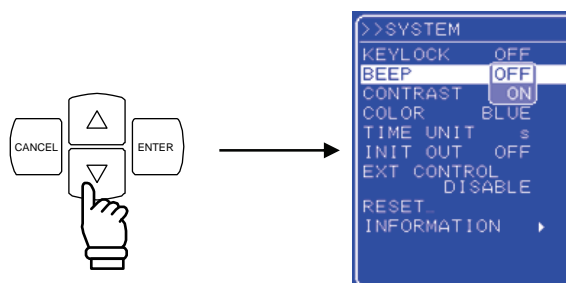 CANCEL
ENTER
>>SYSTEM
KEYLOCK OFF
BEEP OFF
CONTRAST ON
COLOR BLUE
TIME UNIT s
INIT OUT OFF
EXT CONTROL
DISABLE
RESET…
INFORMATION